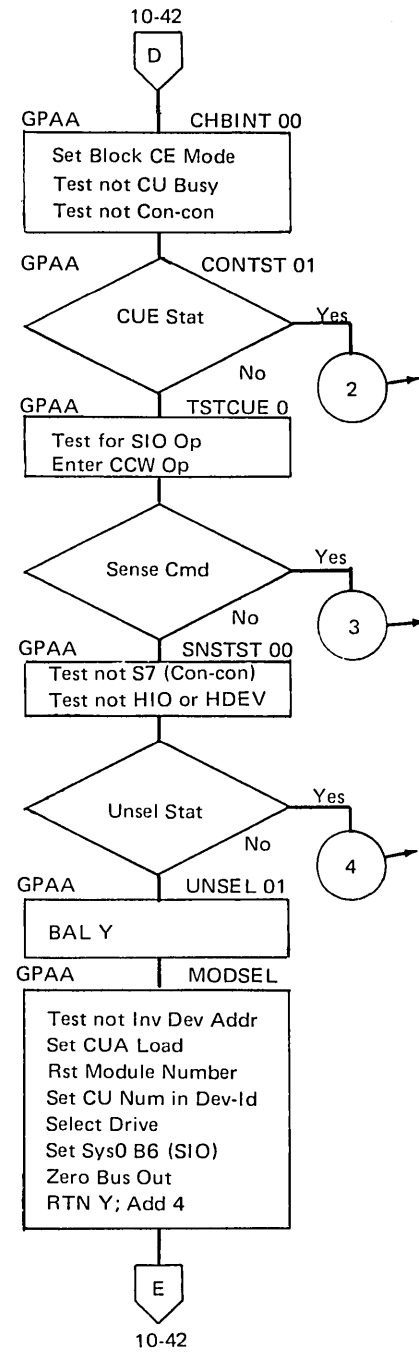 10-42
D
GPAA CHBINT 00
Set Block CE Mode
Test not CU Busy
Test not Con-con
GPAA CONTST 01
CUE Stat
Yes
No
2
GPAA TSTCUE 0
Test for SIO Op
Enter CCW Op
Sense Cmd
Yes
No
3
GPAA SNSTST 00
Test not S7 (Con-con)
Test not HIO or HDEV
Unsel Stat
Yes
No
4
GPAA UNSEL 01
BAL Y
GPAA MODSEL
Test not Inv Dev Addr
Set CUA Load
Rst Module Number
Set CU Num in Dev-Id
Select Drive
Set Sys0 B6 (SIO)
Zero Bus Out
RTN Y; Add 4
E
10-42